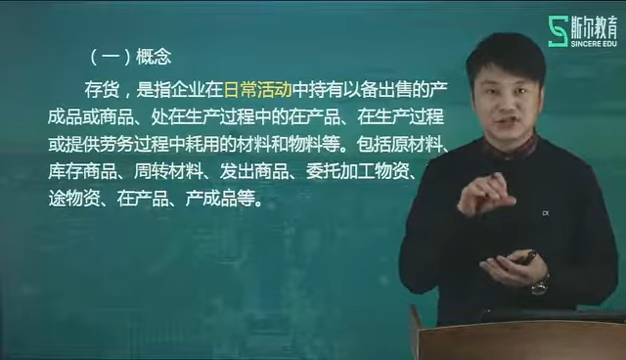 斯尔教育
SINCERE EDU
（一）概念
存货，是指企业在日常活动中持有以备出售的产
成品或商品、处在生产过程中的在产品、在生产过程
或提供劳务过程中耗用的材料和物料等。包括原材料、
库存商品、周转材料、发出商品、委托加工物资、
途物资、在产品、产成品等。